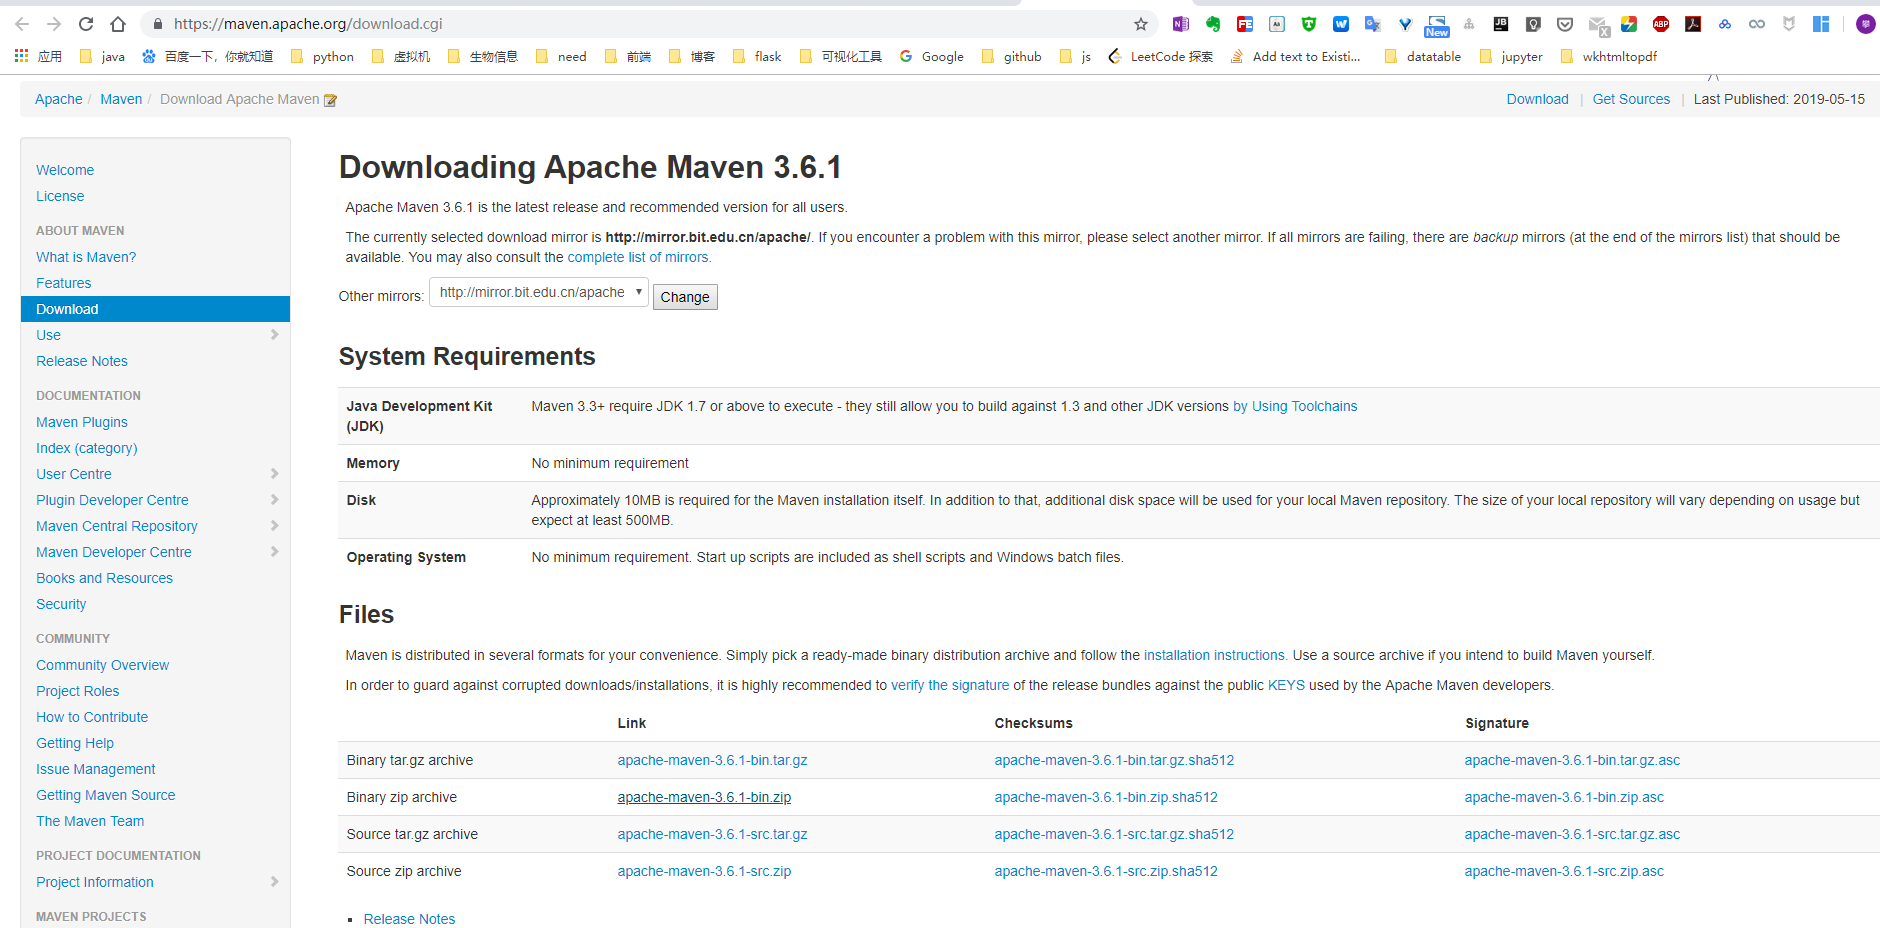 https://maven.apache.org/download.cgi
New
应用 java 百度一下，你就知道 python 虚拟机 生物信息 need 前端 博客 flask 可视化工具 Google github js LeetCode 探索 Add text to Existi... datatable jupyter wkhtmltopdf
Apache / Maven / Download Apache Maven
Download | Get Sources | Last Published: 2019-05-15
Welcome
License
ABOUT MAVEN
What is Maven?
Features
Download
Use
Release Notes
DOCUMENTATION
Maven Plugins
Index (category)
User Centre
Plugin Developer Centre
Maven Central Repository
Maven Developer Centre
Books and Resources
Security
COMMUNITY
Community Overview
Project Roles
How to Contribute
Getting Help
Issue Management
Getting Maven Source
The Maven Team
PROJECT DOCUMENTATION
Project Information
MAVEN PROJECTS
Downloading Apache Maven 3.6.1
Apache Maven 3.6.1 is the latest release and recommended version for all users.
The currently selected download mirror is http://mirror.bit.edu.cn/apache/. If you encounter a problem with this mirror, please select another mirror. If all mirrors are failing, there are backup mirrors (at the end of the mirrors list) that should be
available. You may also consult the complete list of mirrors.
Other mirrors: http://mirror.bit.edu.cn/apache Change
System Requirements
Java Development Kit Maven 3.3+ require JDK 1.7 or above to execute - they still allow you to build against 1.3 and other JDK versions by Using Toolchains
(JDK)
Memory No minimum requirement
Disk Approximately 10MB is required for the Maven installation itself. In addition to that, additional disk space will be used for your local Maven repository. The size of your local repository will vary depending on usage but
expect at least 500MB.
Operating System No minimum requirement. Start up scripts are included as shell scripts and Windows batch files.
Files
Maven is distributed in several formats for your convenience. Simply pick a ready-made binary distribution archive and follow the installation instructions. Use a source archive if you intend to build Maven yourself.
In order to guard against corrupted downloads/installations, it is highly recommended to verify the signature of the release bundles against the public KEYS used by the Apache Maven developers.
Link Checksums Signature
Binary tar.gz archive apache-maven-3.6.1-bin.tar.gz apache-maven-3.6.1-bin.tar.gz.sha512 apache-maven-3.6.1-bin.tar.gz.asc
Binary zip archive apache-maven-3.6.1-bin.zip apache-maven-3.6.1-bin.zip.sha512 apache-maven-3.6.1-bin.zip.asc
Source tar.gz archive apache-maven-3.6.1-src.tar.gz apache-maven-3.6.1-src.tar.gz.sha512 apache-maven-3.6.1-src.tar.gz.asc
Source zip archive apache-maven-3.6.1-src.zip apache-maven-3.6.1-src.zip.sha512 apache-maven-3.6.1-src.zip.asc
Release Notes